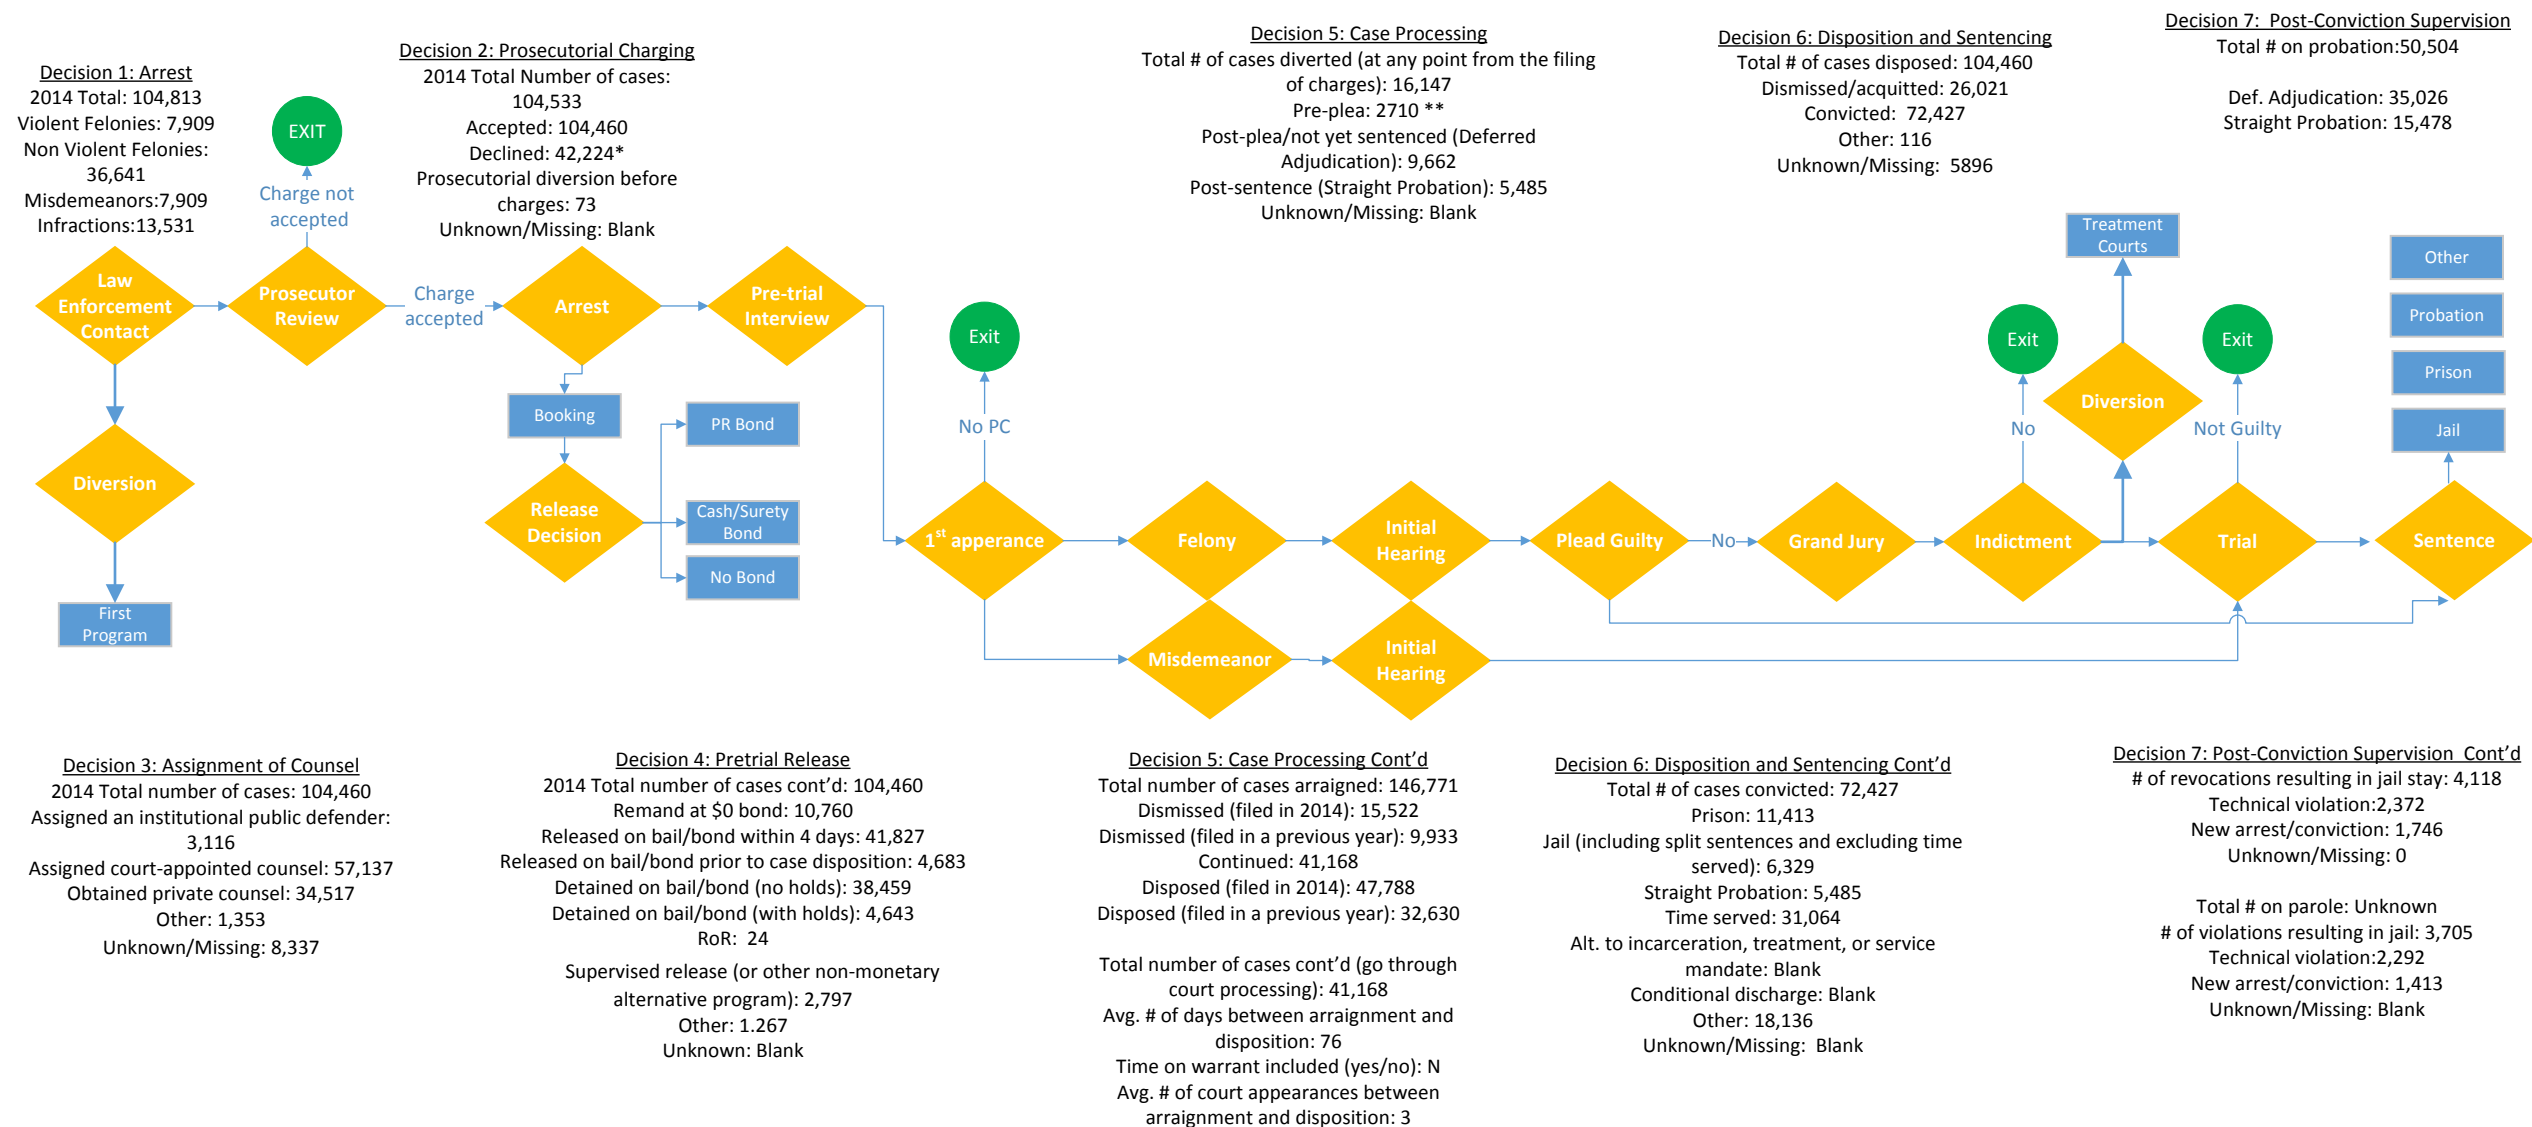 Decision 1: Arrest
2014 Total: 104,813
Violent Felonies: 7,909
Non Violent Felonies:
36,641
Misdemeanors:7,909
Infractions:13,531
Decision 2: Prosecutorial Charging
2014 Total Number of cases:
104,533
Accepted: 104,460
Declined: 42,224*
Prosecutorial diversion before
charges: 73
Unknown/Missing: Blank
Decision 5: Case Processing
Total # of cases diverted (at any point from the filing
of charges): 16,147
Pre-plea: 2710 **
Post-plea/not yet sentenced (Deferred
Adjudication): 9,662
Post-sentence (Straight Probation): 5,485
Unknown/Missing: Blank
Decision 6: Disposition and Sentencing
Total # of cases disposed: 104,460
Dismissed/acquitted: 26,021
Convicted:  72,427
Other: 116
Unknown/Missing:  5896
Decision 7:  Post-Conviction Supervision
Total # on probation:50,504
Def. Adjudication: 35,026
Straight Probation: 15,478
EXIT
Charge not
accepted
Law
Enforcement
Contact
Prosecutor
Review
Charge
accepted
Arrest
Pre-trial
Interview
Diversion
First
Program
Booking
Release
Decision
PR Bond
Cash/Surety
Bond
No Bond
Exit
No PC
1st apperance
Felony
Initial
Hearing
Misdemeanor
Initial
Hearing
Plead Guilty
No
Grand Jury
Indictment
No
Exit
Diversion
Treatment
Courts
Trial
Not Guilty
Exit
Sentence
Other
Probation
Prison
Jail
Decision 3: Assignment of Counsel
2014 Total number of cases: 104,460
Assigned an institutional public defender:
3,116
Assigned court-appointed counsel: 57,137
Obtained private counsel: 34,517
Other: 1,353
Unknown/Missing: 8,337
Decision 4: Pretrial Release
2014 Total number of cases cont’d: 104,460
Remand at $0 bond: 10,760
Released on bail/bond within 4 days: 41,827
Released on bail/bond prior to case disposition: 4,683
Detained on bail/bond (no holds): 38,459
Detained on bail/bond (with holds): 4,643
RoR:  24
Supervised release (or other non-monetary
alternative program): 2,797
Other: 1.267
Unknown: Blank
Decision 5: Case Processing Cont’d
Total number of cases arraigned: 146,771
Dismissed (filed in 2014): 15,522
Dismissed (filed in a previous year): 9,933
Continued: 41,168
Disposed (filed in 2014): 47,788
Disposed (filed in a previous year): 32,630
Total number of cases cont’d (go through
court processing): 41,168
Avg. # of days between arraignment and
disposition: 76
Time on warrant included (yes/no): N
Avg. # of court appearances between
arraignment and disposition: 3
Decision 6: Disposition and Sentencing Cont’d
Total # of cases convicted: 72,427
Prison: 11,413
Jail (including split sentences and excluding time
served): 6,329
Straight Probation: 5,485
Time served: 31,064
Alt. to incarceration, treatment, or service
mandate: Blank
Conditional discharge: Blank
Other: 18,136
Unknown/Missing:  Blank
Decision 7: Post-Conviction Supervision  Cont’d
# of revocations resulting in jail stay: 4,118
Technical violation:2,372
New arrest/conviction: 1,746
Unknown/Missing: 0
Total # on parole: Unknown
# of violations resulting in jail: 3,705
Technical violation:2,292
New arrest/conviction: 1,413
Unknown/Missing: Blank